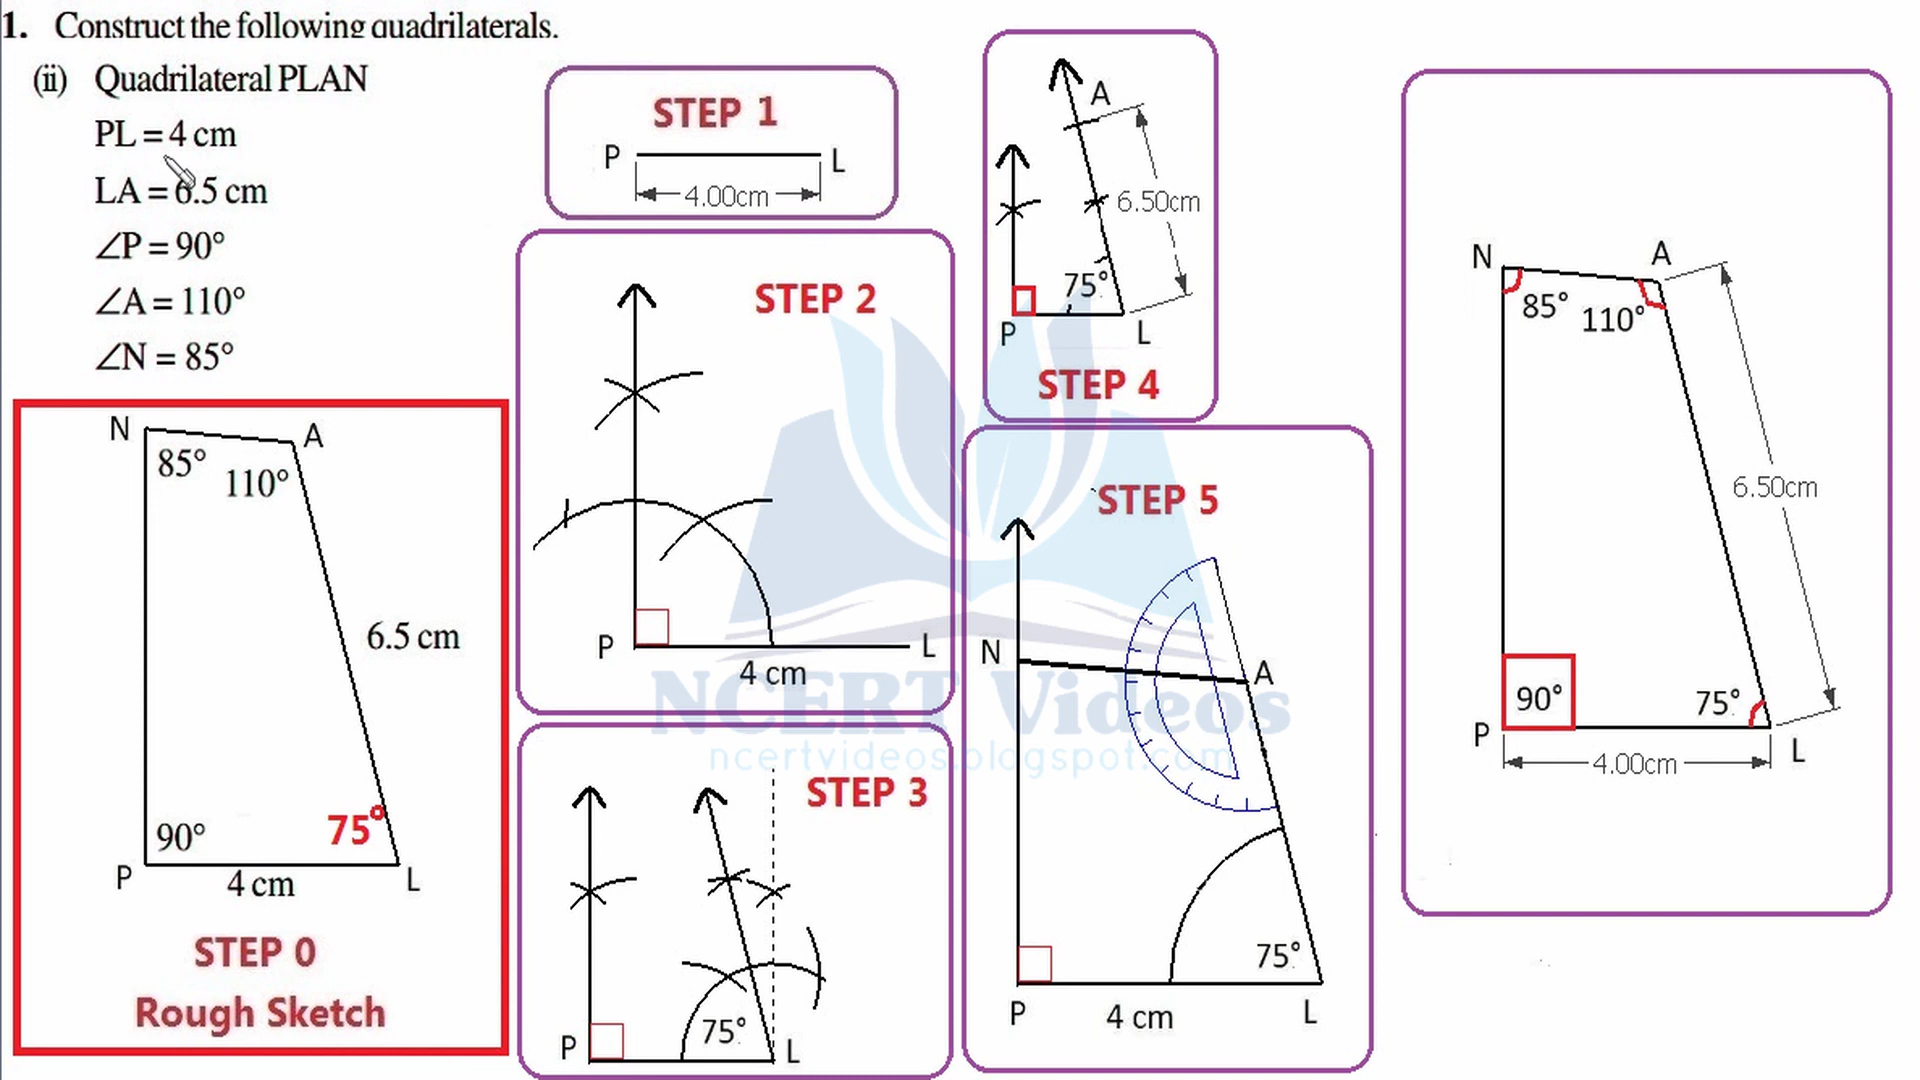 1. Construct the following quadrilaterals.
(ii) Quadrilateral PLAN
PL = 4 cm
LA = 6.5 cm
∠P = 90°
∠A = 110°
∠N = 85°
N
A
85°
110°
6.5 cm
90°
75°
P
4 cm
L
STEP 0
Rough Sketch
STEP 1
P
L
4.00cm
STEP 2
P
L
4 cm
STEP 3
75°
P
L
A
6.50cm
75°
P
L
STEP 4
STEP 5
N
A
75°
P
4 cm
L
N
A
85°
110°
6.50cm
90°
75°
P
L
4.00cm
NCERT Videos
ncertvideos.blogspot.com